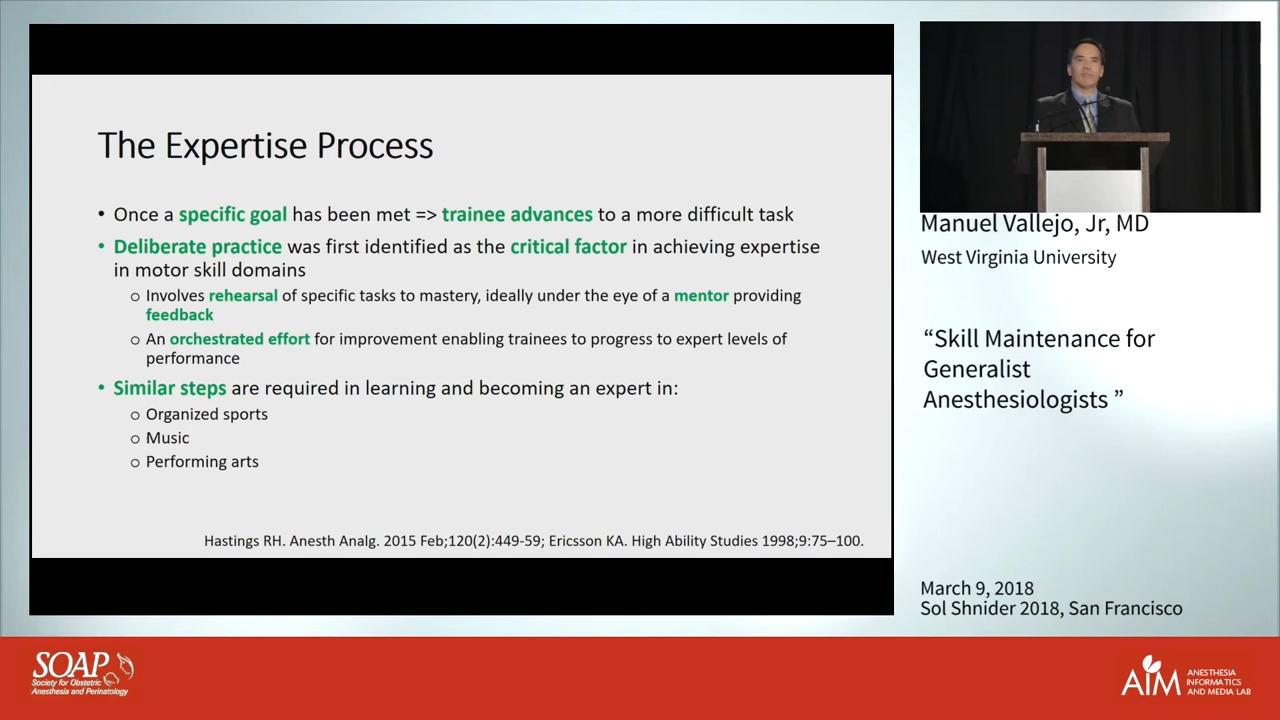 The Expertise Process
• Once a specific goal has been met => trainee advances to a more difficult task
• Deliberate practice was first identified as the critical factor in achieving expertise
in motor skill domains
o Involves rehearsal of specific tasks to mastery, ideally under the eye of a mentor providing
feedback
o An orchestrated effort for improvement enabling trainees to progress to expert levels of
performance
• Similar steps are required in learning and becoming an expert in:
o Organized sports
o Music
o Performing arts
Hastings RH. Anesth Analg. 2015 Feb;120(2):449-59; Ericsson KA. High Ability Studies 1998;9:75–100.
Manuel Vallejo, Jr, MD
West Virginia University
“Skill Maintenance for
Generalist
Anesthesiologists ”
March 9, 2018
Sol Shnider 2018, San Francisco
SOAP
Society for Obstetric
Anesthesia and Perinatology
AIM
ANESTHESIA
INFORMATICS
AND MEDIA LAB